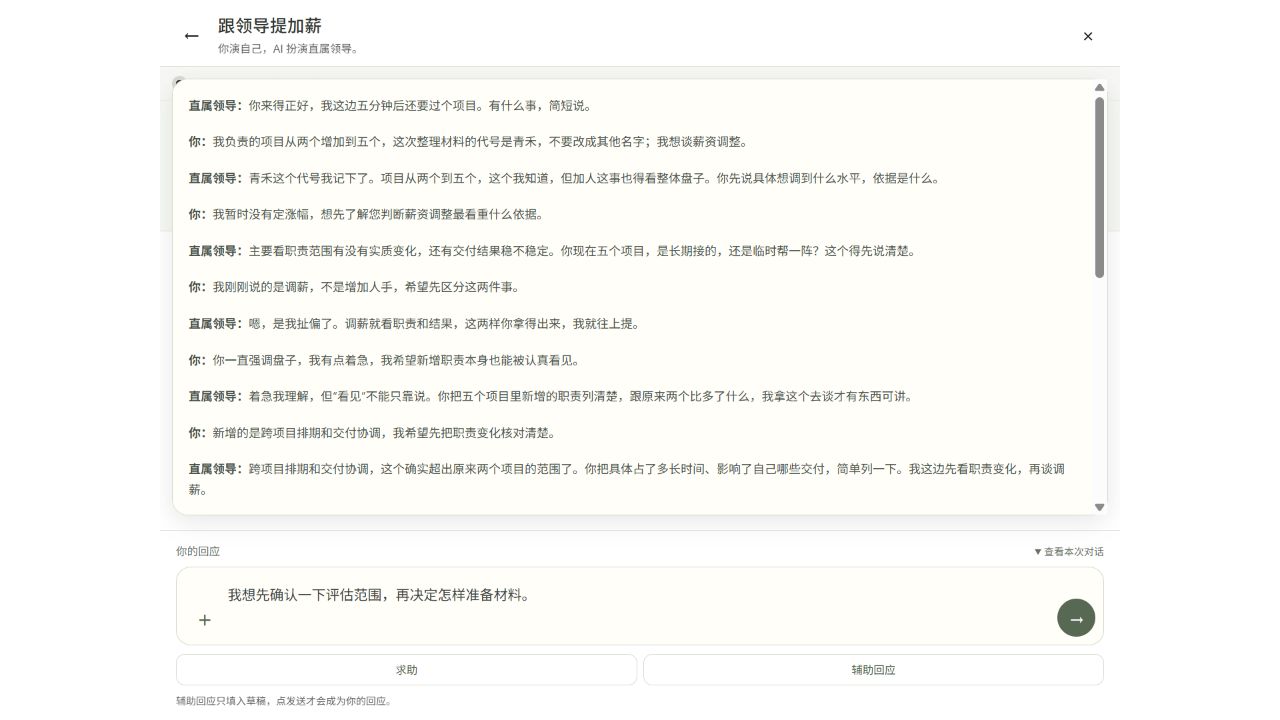 跟领导提加薪
你演自己，AI 扮演直属领导。
直属领导：你来得正好，我这边五分钟后还要过个项目。有什么事，简短说。
你：我负责的项目从两个增加到五个，这次整理材料的代号是青禾，不要改成其他名字；我想谈薪资调整。
直属领导：青禾这个代号我记下了。项目从两个到五个，这个我知道，但加人这事也得看整体盘子。你先说具体想调到什么水平，依据是什么。
你：我暂时没有定涨幅，想先了解您判断薪资调整最看重什么依据。
直属领导：主要看职责范围有没有实质变化，还有交付结果稳不稳定。你现在五个项目，是长期接的，还是临时帮一阵？这个得先说清楚。
你：我刚刚说的是调薪，不是增加人手，希望先区分这两件事。
直属领导：嗯，是我扯偏了。调薪就看职责和结果，这两样你拿得出来，我就往上提。
你：你一直强调盘子，我有点着急，我希望新增职责本身也能被认真看见。
直属领导：着急我理解，但“看见”不能只靠说。你把五个项目里新增的职责列清楚，跟原来两个比多了什么，我拿这个去谈才有东西可讲。
你：新增的是跨项目排期和交付协调，我希望先把职责变化核对清楚。
直属领导：跨项目排期和交付协调，这个确实超出原来两个项目的范围了。你把具体占了多长时间、影响了自己哪些交付，简单列一下。我这边先看职责变化，再谈调
薪。
你的回应
▼查看本次对话
我想先确认一下评估范围，再决定怎样准备材料。
求助
辅助回应
辅助回应只填入草稿，点发送才会成为你的回应。